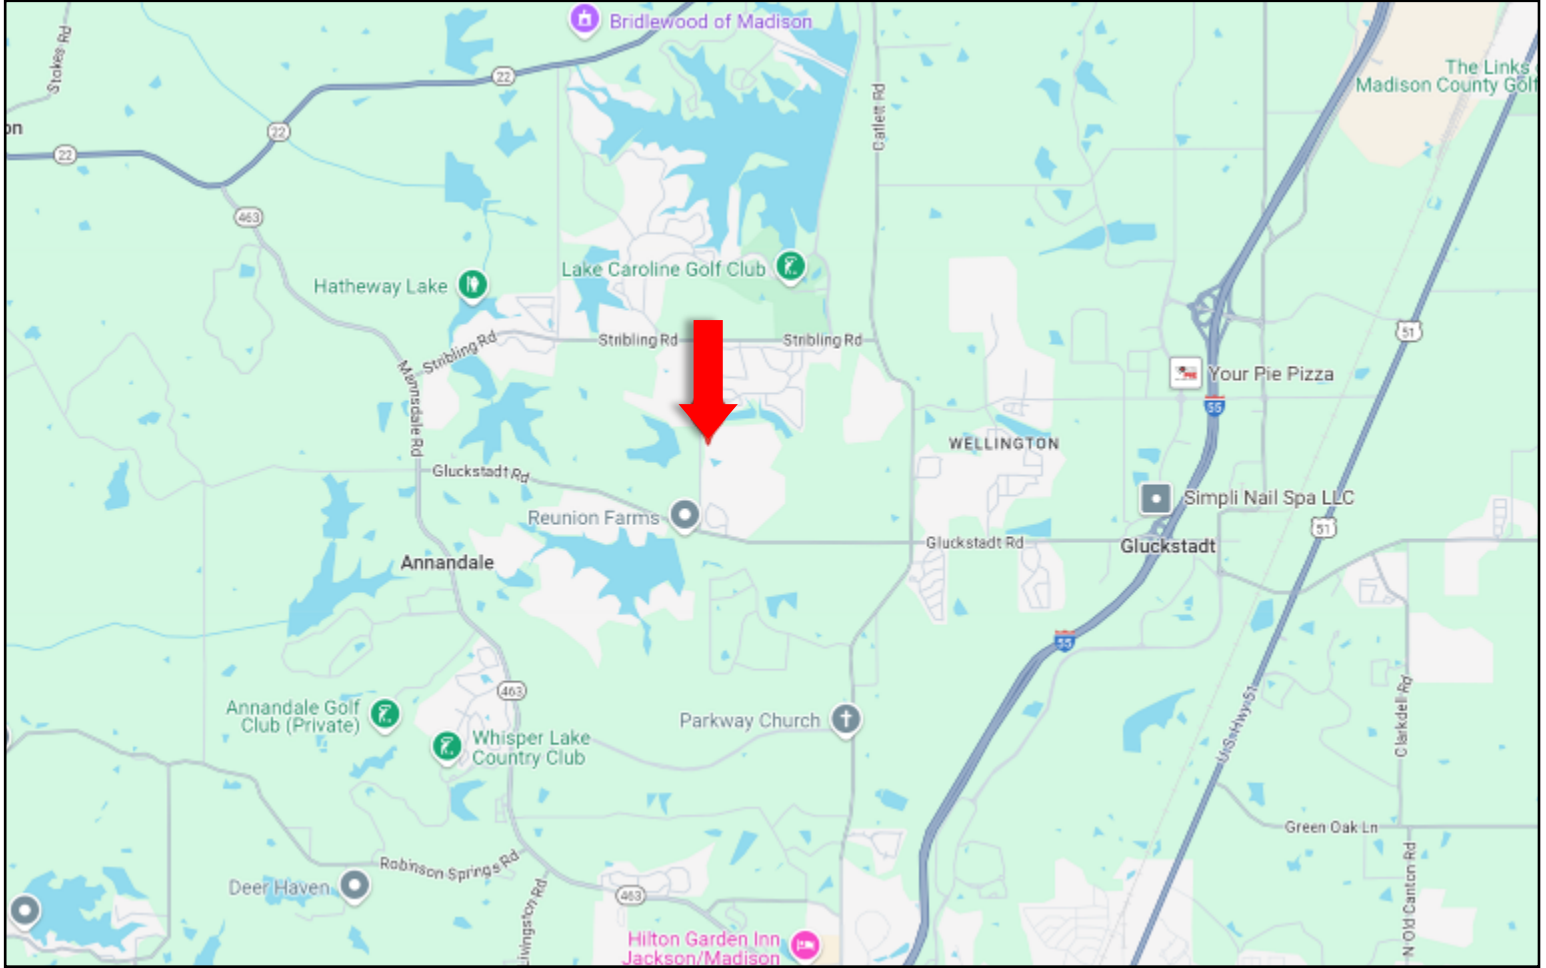 Bridlewood of Madison
Stokes Rd
22
The Links
Madison County Golf
Catlett Rd
22
on
22
463
Lake Caroline Golf Club
Hatheway Lake
51
Stribling Rd
Stribling Rd
Stribling Rd
Your Pie Pizza
Mannsdale Rd
55
WELLINGTON
Gluckstadt Rd
Simpli Nail Spa LLC
Reunion Farms
51
Gluckstadt Rd
Gluckstadt
Annandale
55
463
Annandale Golf
Club (Private)
Parkway Church
Clarkdell Rd
US Hwy 51
Whisper Lake
Country Club
Green Oak Ln
Robinson Springs Rd
Deer Haven
463
Livingston Rd
N Old Canton Rd
Hilton Garden Inn
Jackson/Madison